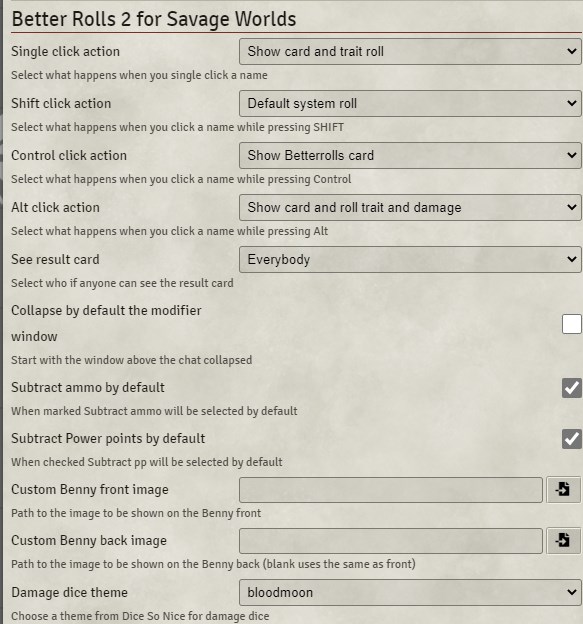 Better Rolls 2 for Savage Worlds
Single click action Show card and trait roll
Select what happens when you single click a name
Shift click action Default system roll
Select what happens when you click a name while pressing SHIFT
Control click action Show Betterrolls card
Select what happens when you click a name while pressing Control
Alt click action Show card and roll trait and damage
Select what happens when you click a name while pressing Alt
See result card Everybody
Select who if anyone can see the result card
Collapse by default the modifier
window
Start with the window above the chat collapsed
Subtract ammo by default
When marked Subtract ammo will be selected by default
Subtract Power points by default
When checked Subtract pp will be selected by default
Custom Benny front image
Path to the image to be shown on the Benny front
Custom Benny back image
Path to the image to be shown on the Benny back (blank uses the same as front)
Damage dice theme bloodmoon
Choose a theme from Dice So Nice for damage dice